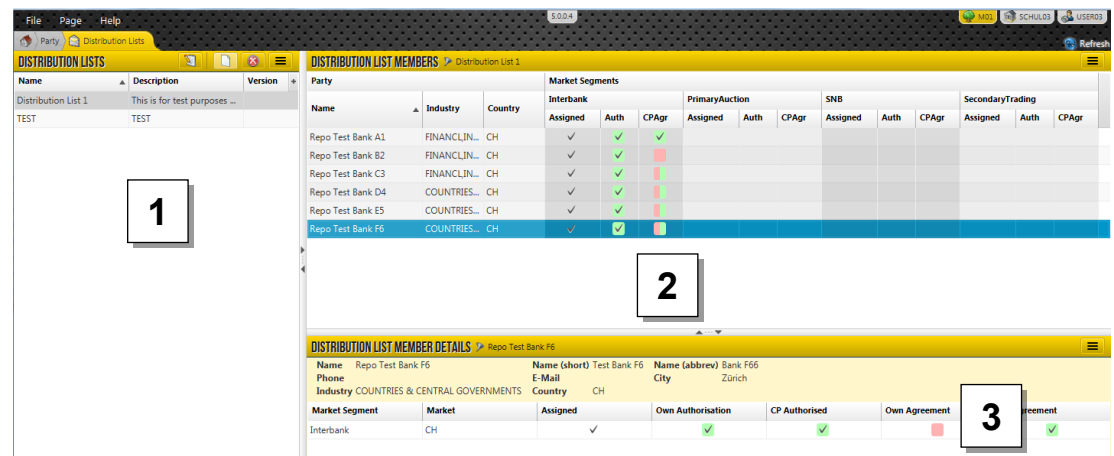 File Page Help 5.0.0.4 M01 SCHUL03 USER03
Party Distribution Lists Refresh
DISTRIBUTION LISTS
Name Description Version +
Distribution List 1 This is for test purposes ...
TEST TEST
1
DISTRIBUTION LIST MEMBERS Distribution List 1
Party Market Segments
Name Industry Country Interbank PrimaryAuction SNB SecondaryTrading
Assigned Auth CPAgr Assigned Auth CPAgr Assigned Auth CPAgr Assigned Auth CPAgr
Repo Test Bank A1 FINANCI,IN... CH
Repo Test Bank B2 FINANCI,IN... CH
Repo Test Bank C3 FINANCI,IN... CH
Repo Test Bank D4 COUNTRIES... CH
Repo Test Bank E5 COUNTRIES... CH
Repo Test Bank F6 COUNTRIES... CH
2
DISTRIBUTION LIST MEMBER DETAILS Repo Test Bank F6
Name Repo Test Bank F6 Name (short) Test Bank F6 Name (abbrev) Bank F66
Phone E-Mail City Zürich
Industry COUNTRIES & CENTRAL GOVERNMENTS Country CH
Market Segment Market Assigned Own Authorisation CP Authorised Own Agreement
Interbank CH
3